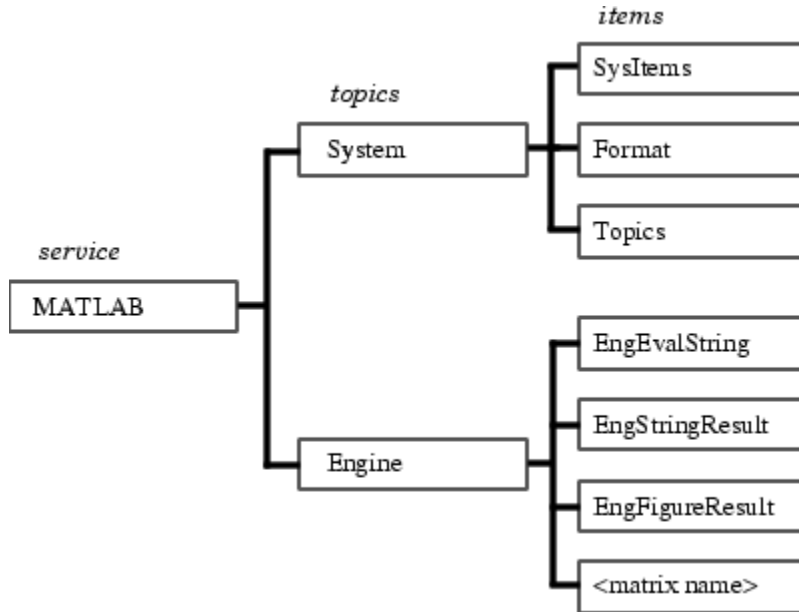 items
SysItems
topics
System
Format
Topics
service
MATLAB
EngEvalString
EngStringResult
Engine
EngFigureResult
<matrix name>